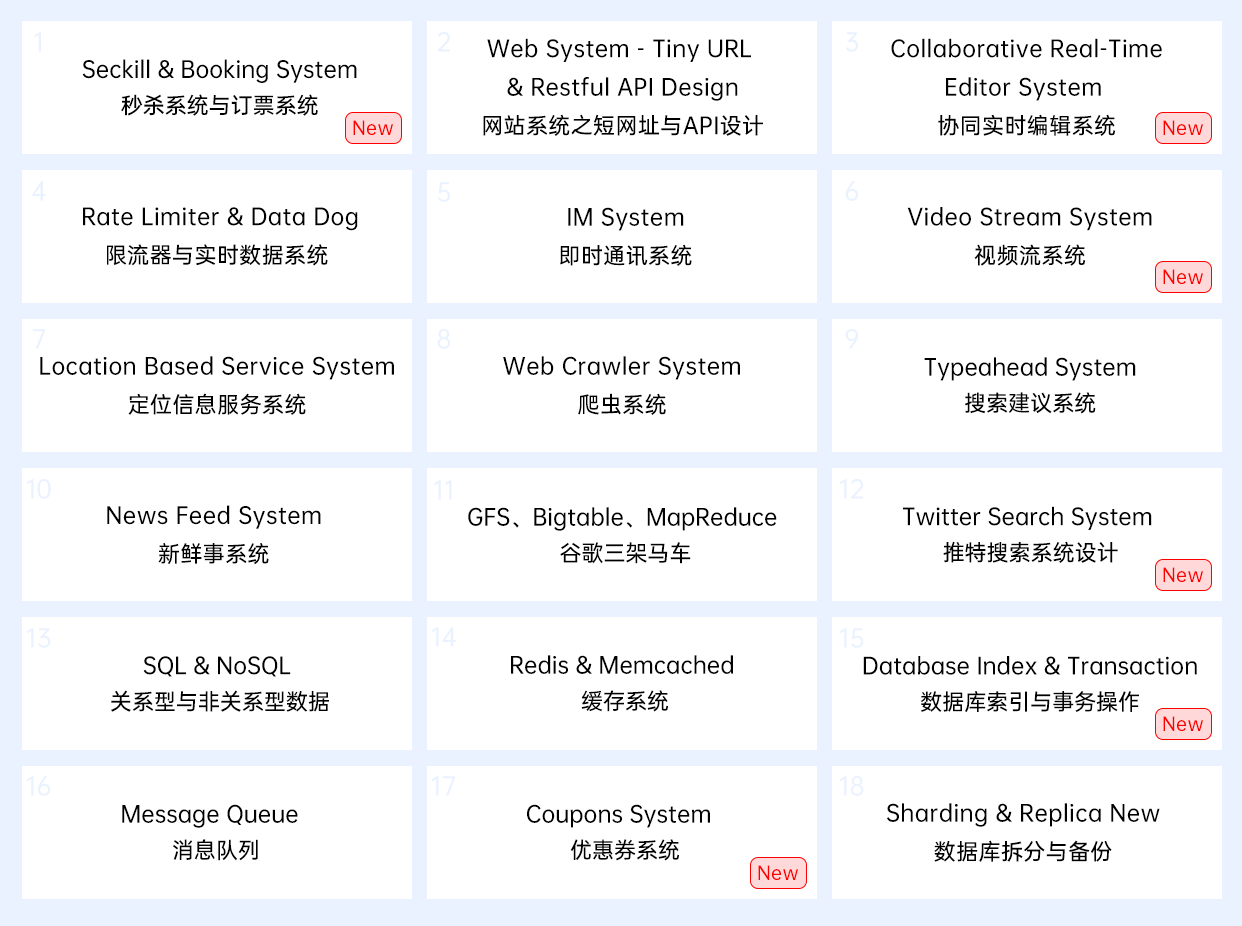 1
Seckill & Booking System
秒杀系统与订票系统
New
2
Web System - Tiny URL
& Restful API Design
网站系统之短网址与API设计
3
Collaborative Real-Time
Editor System
协同实时编辑系统
New
4
Rate Limiter & Data Dog
限流器与实时数据系统
5
IM System
即时通讯系统
6
Video Stream System
视频流系统
New
7
Location Based Service System
定位信息服务系统
8
Web Crawler System
爬虫系统
9
Typeahead System
搜索建议系统
10
News Feed System
新鲜事系统
11
GFS、Bigtable、MapReduce
谷歌三架马车
12
Twitter Search System
推特搜索系统设计
New
13
SQL & NoSQL
关系型与非关系型数据
14
Redis & Memcached
缓存系统
15
Database Index & Transaction
数据库索引与事务操作
New
16
Message Queue
消息队列
17
Coupons System
优惠券系统
New
18
Sharding & Replica New
数据库拆分与备份